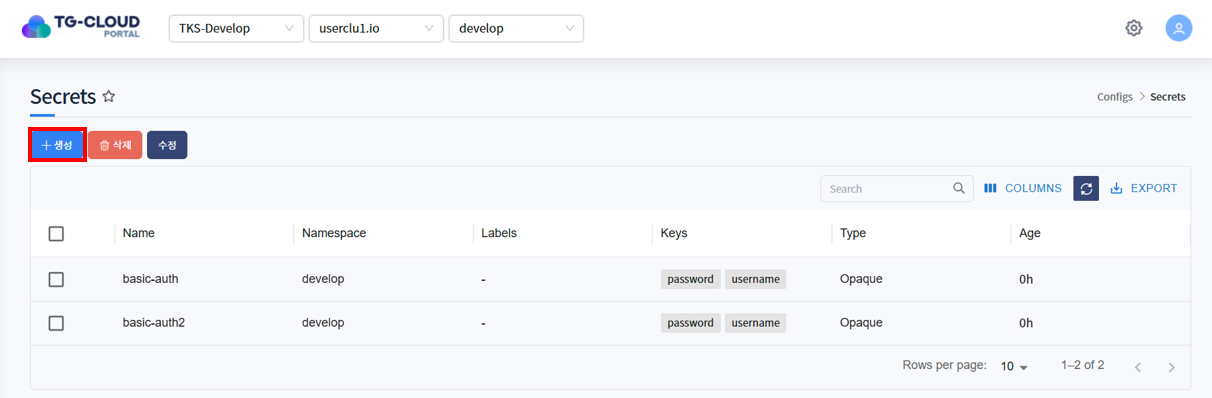 TG-CLOUD
PORTAL
TKS-Develop userclu1.io develop
Secrets
Configs > Secrets
+ 생성 삭제 수정
Search COLUMNS EXPORT
Name Namespace Labels Keys Type Age
basic-auth develop - password username Opaque 0h
basic-auth2 develop - password username Opaque 0h
Rows per page: 10 1–2 of 2